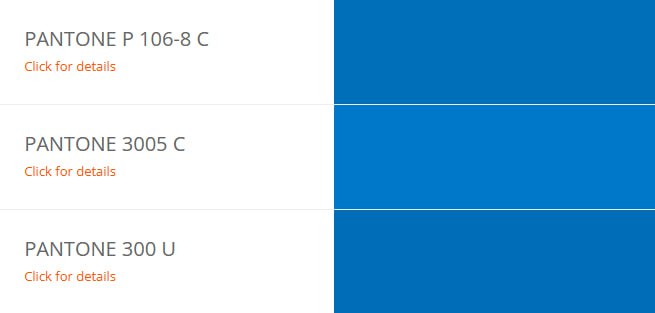 PANTONE P 106-8 C
Click for details
PANTONE 3005 C
Click for details
PANTONE 300 U
Click for details